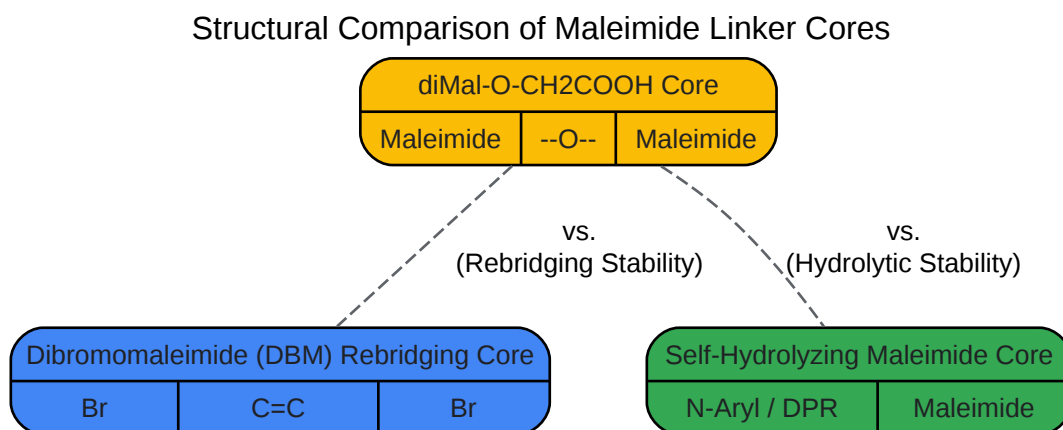 Structural Comparison of Maleimide Linker Cores
diMal-O-CH2COOH Core
Maleimide --O-- Maleimide
vs.
(Rebridging Stability)
vs.
(Hydrolytic Stability)
Dibromomaleimide (DBM) Rebridging Core
Br C=C Br
Self-Hydrolyzing Maleimide Core
N-Aryl / DPR Maleimide